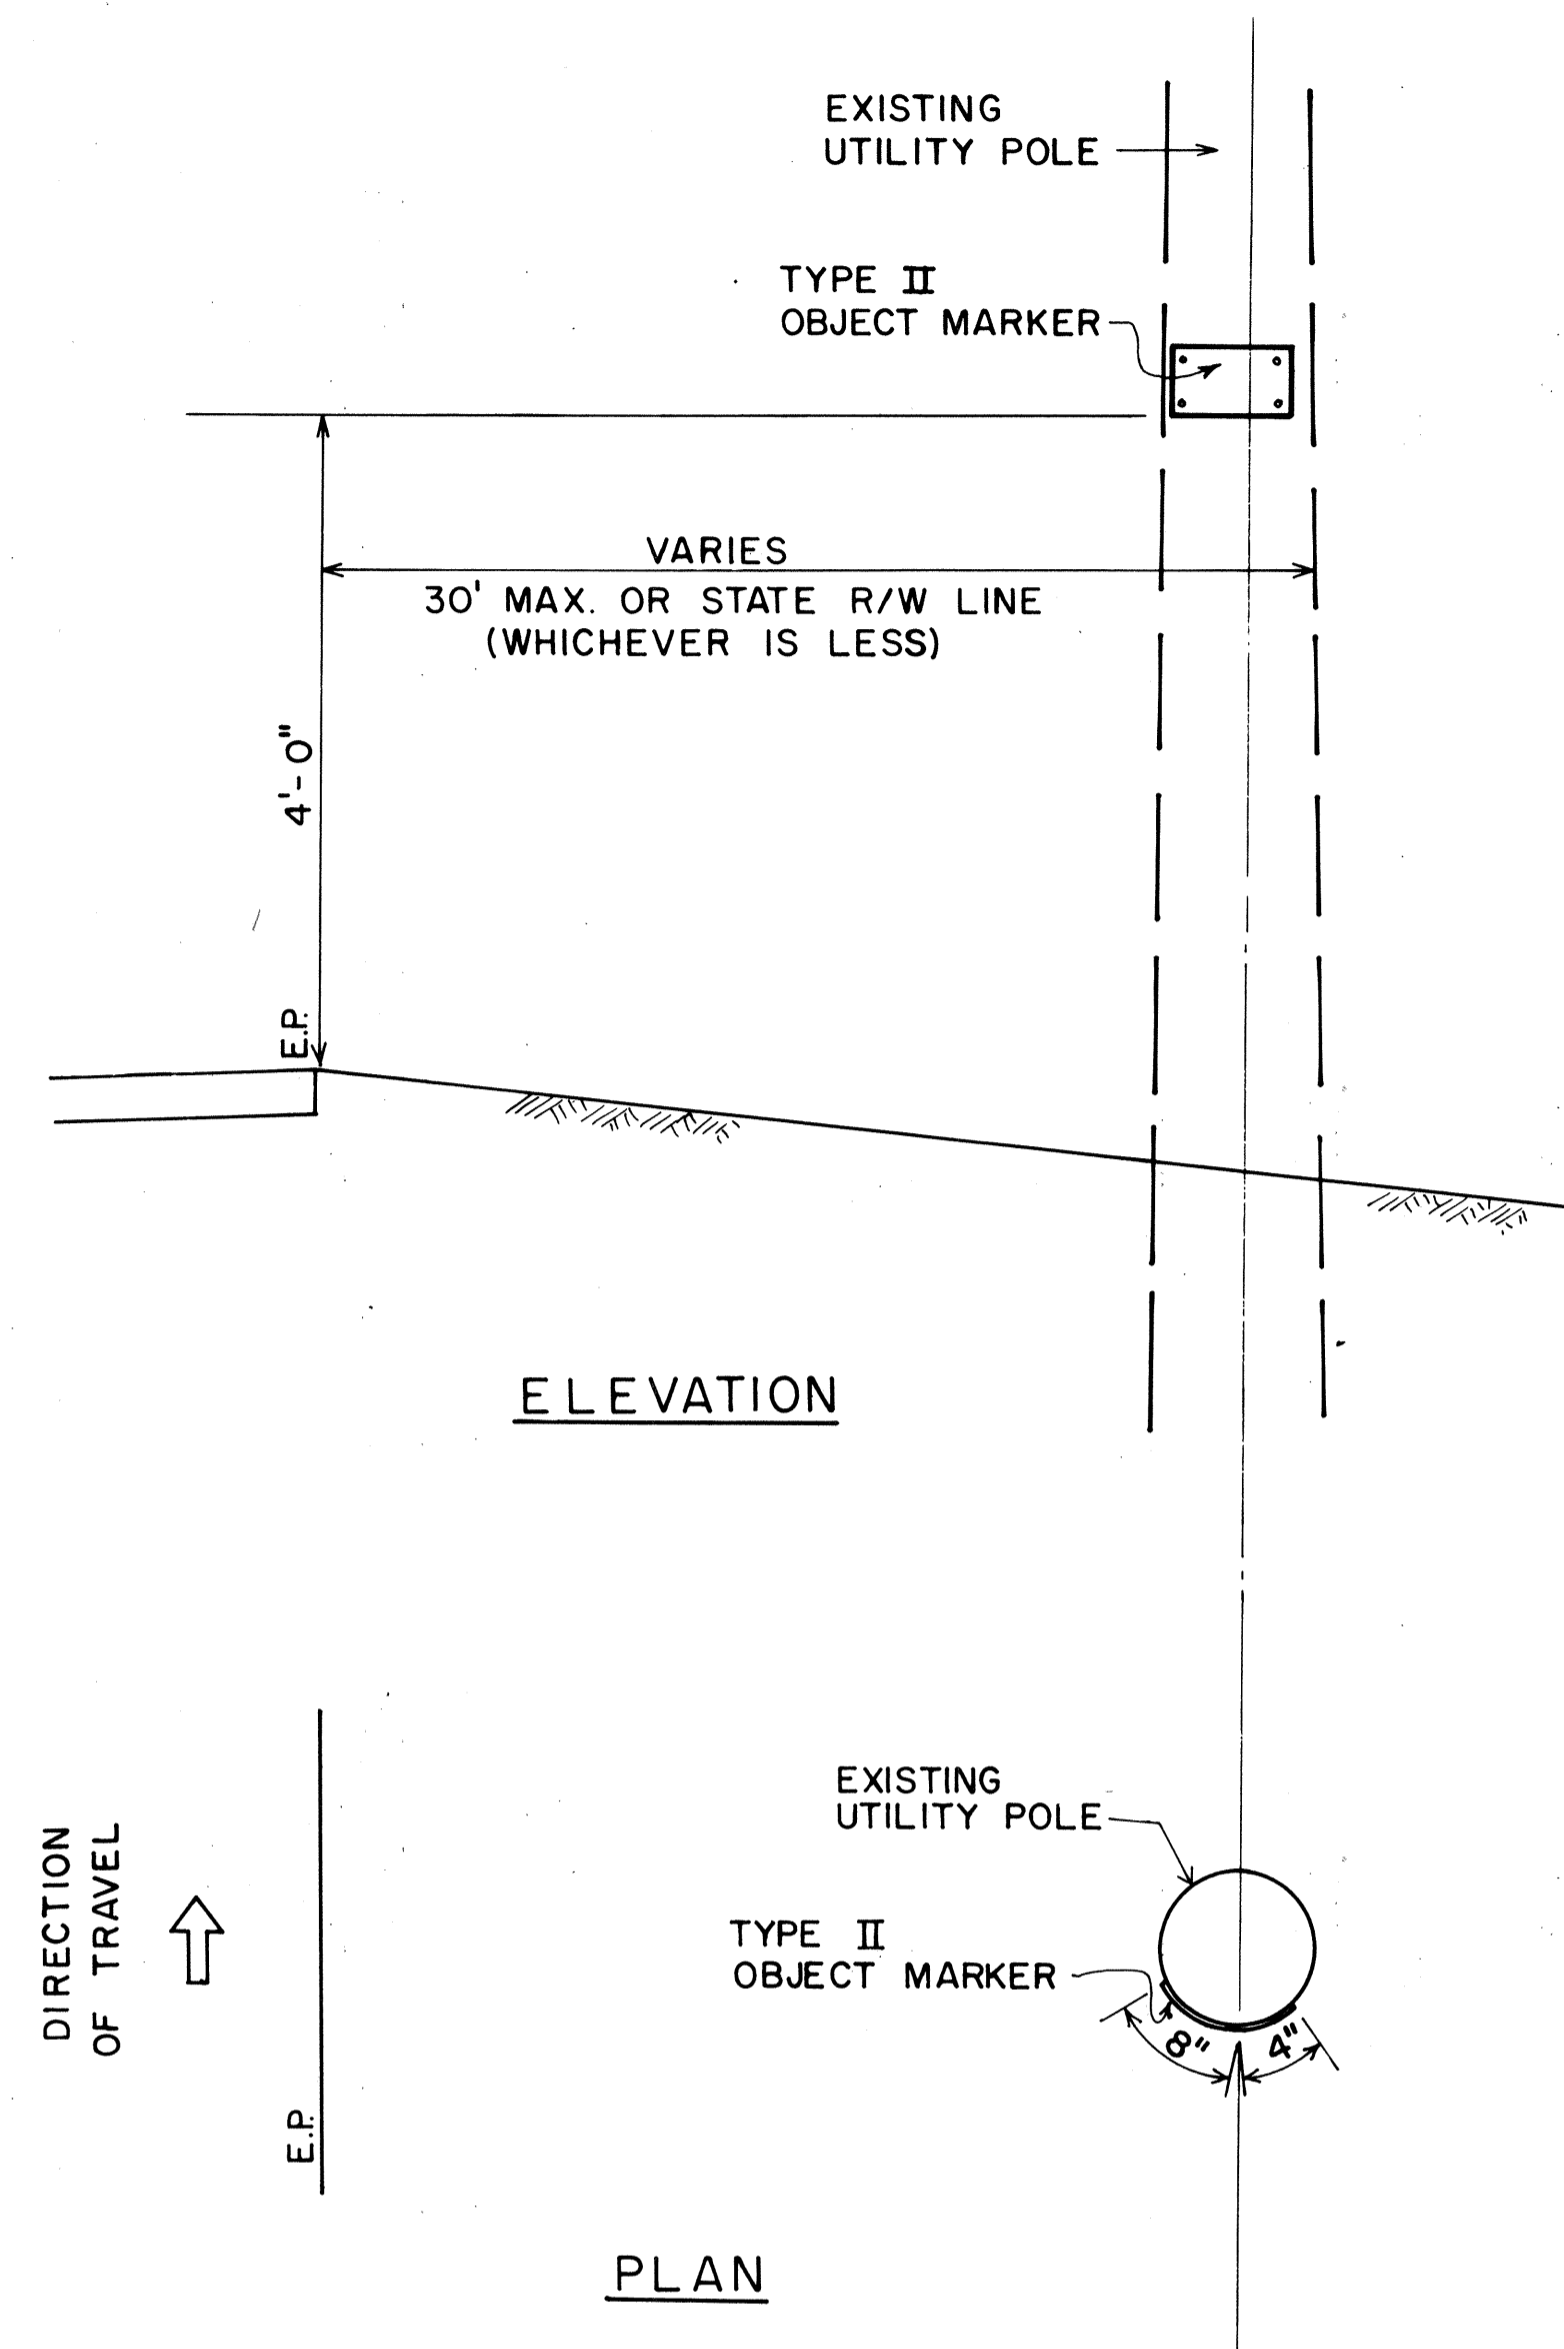 EXISTING
UTILITY POLE
TYPE II
OBJECT MARKER
VARIES
30' MAX. OR STATE R/W LINE
(WHICHEVER IS LESS)
4'-0"
E.P.
ELEVATION
DIRECTION
OF TRAVEL
EXISTING
UTILITY POLE
TYPE II
OBJECT MARKER
8"
4"
E.P.
PLAN